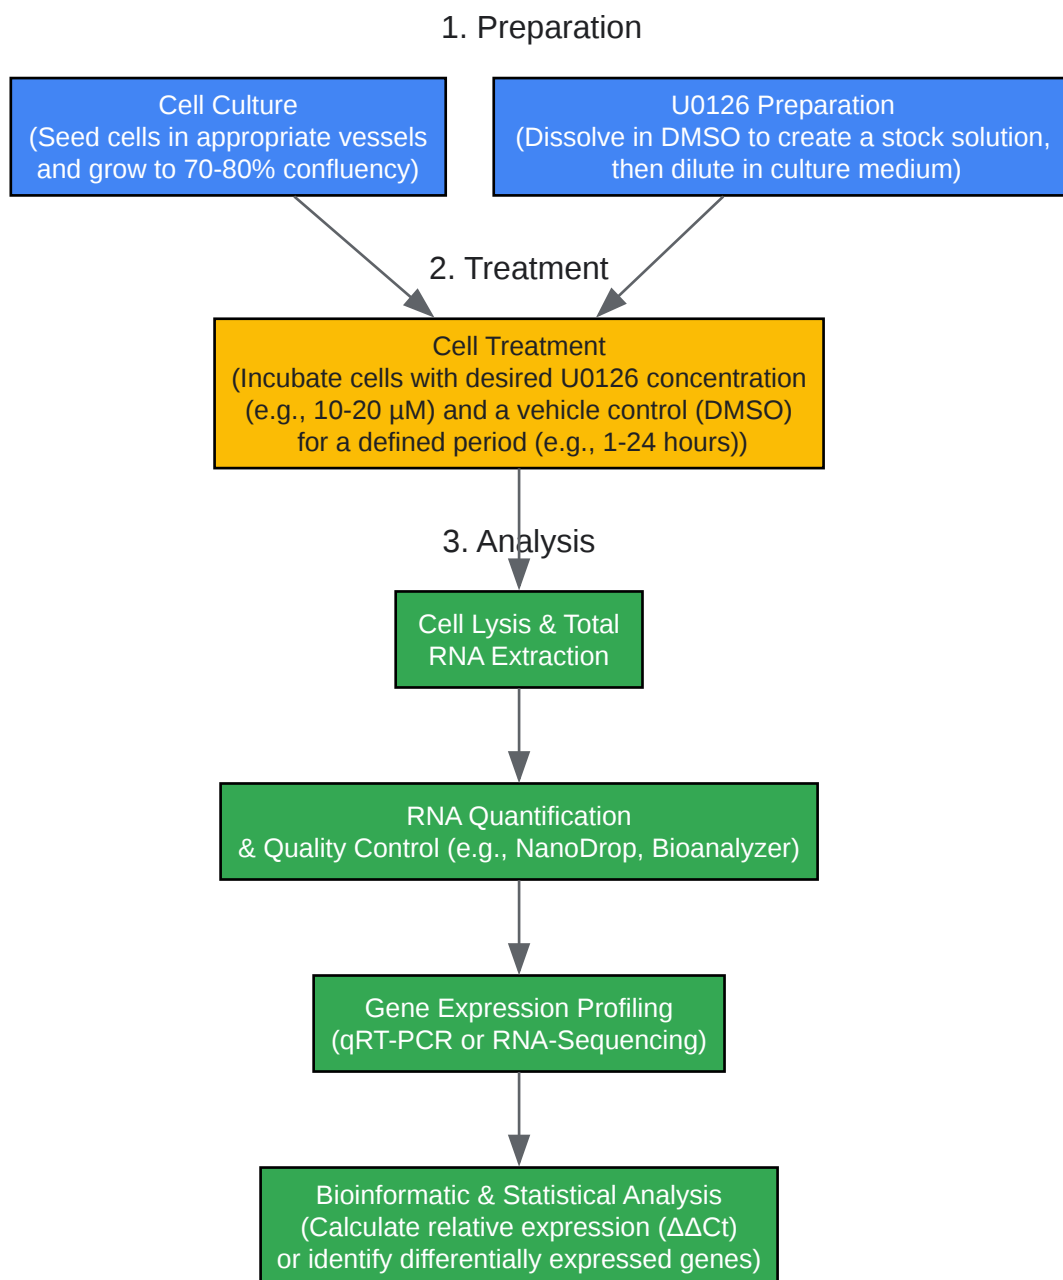 1. Preparation
Cell Culture
(Seed cells in appropriate vessels
and grow to 70-80% confluency)
U0126 Preparation
(Dissolve in DMSO to create a stock solution,
then dilute in culture medium)
2. Treatment
Cell Treatment
(Incubate cells with desired U0126 concentration
(e.g., 10-20 µM) and a vehicle control (DMSO)
for a defined period (e.g., 1-24 hours))
3. Analysis
Cell Lysis & Total
RNA Extraction
RNA Quantification
& Quality Control (e.g., NanoDrop, Bioanalyzer)
Gene Expression Profiling
(qRT-PCR or RNA-Sequencing)
Bioinformatic & Statistical Analysis
(Calculate relative expression (ΔΔCt)
or identify differentially expressed genes)